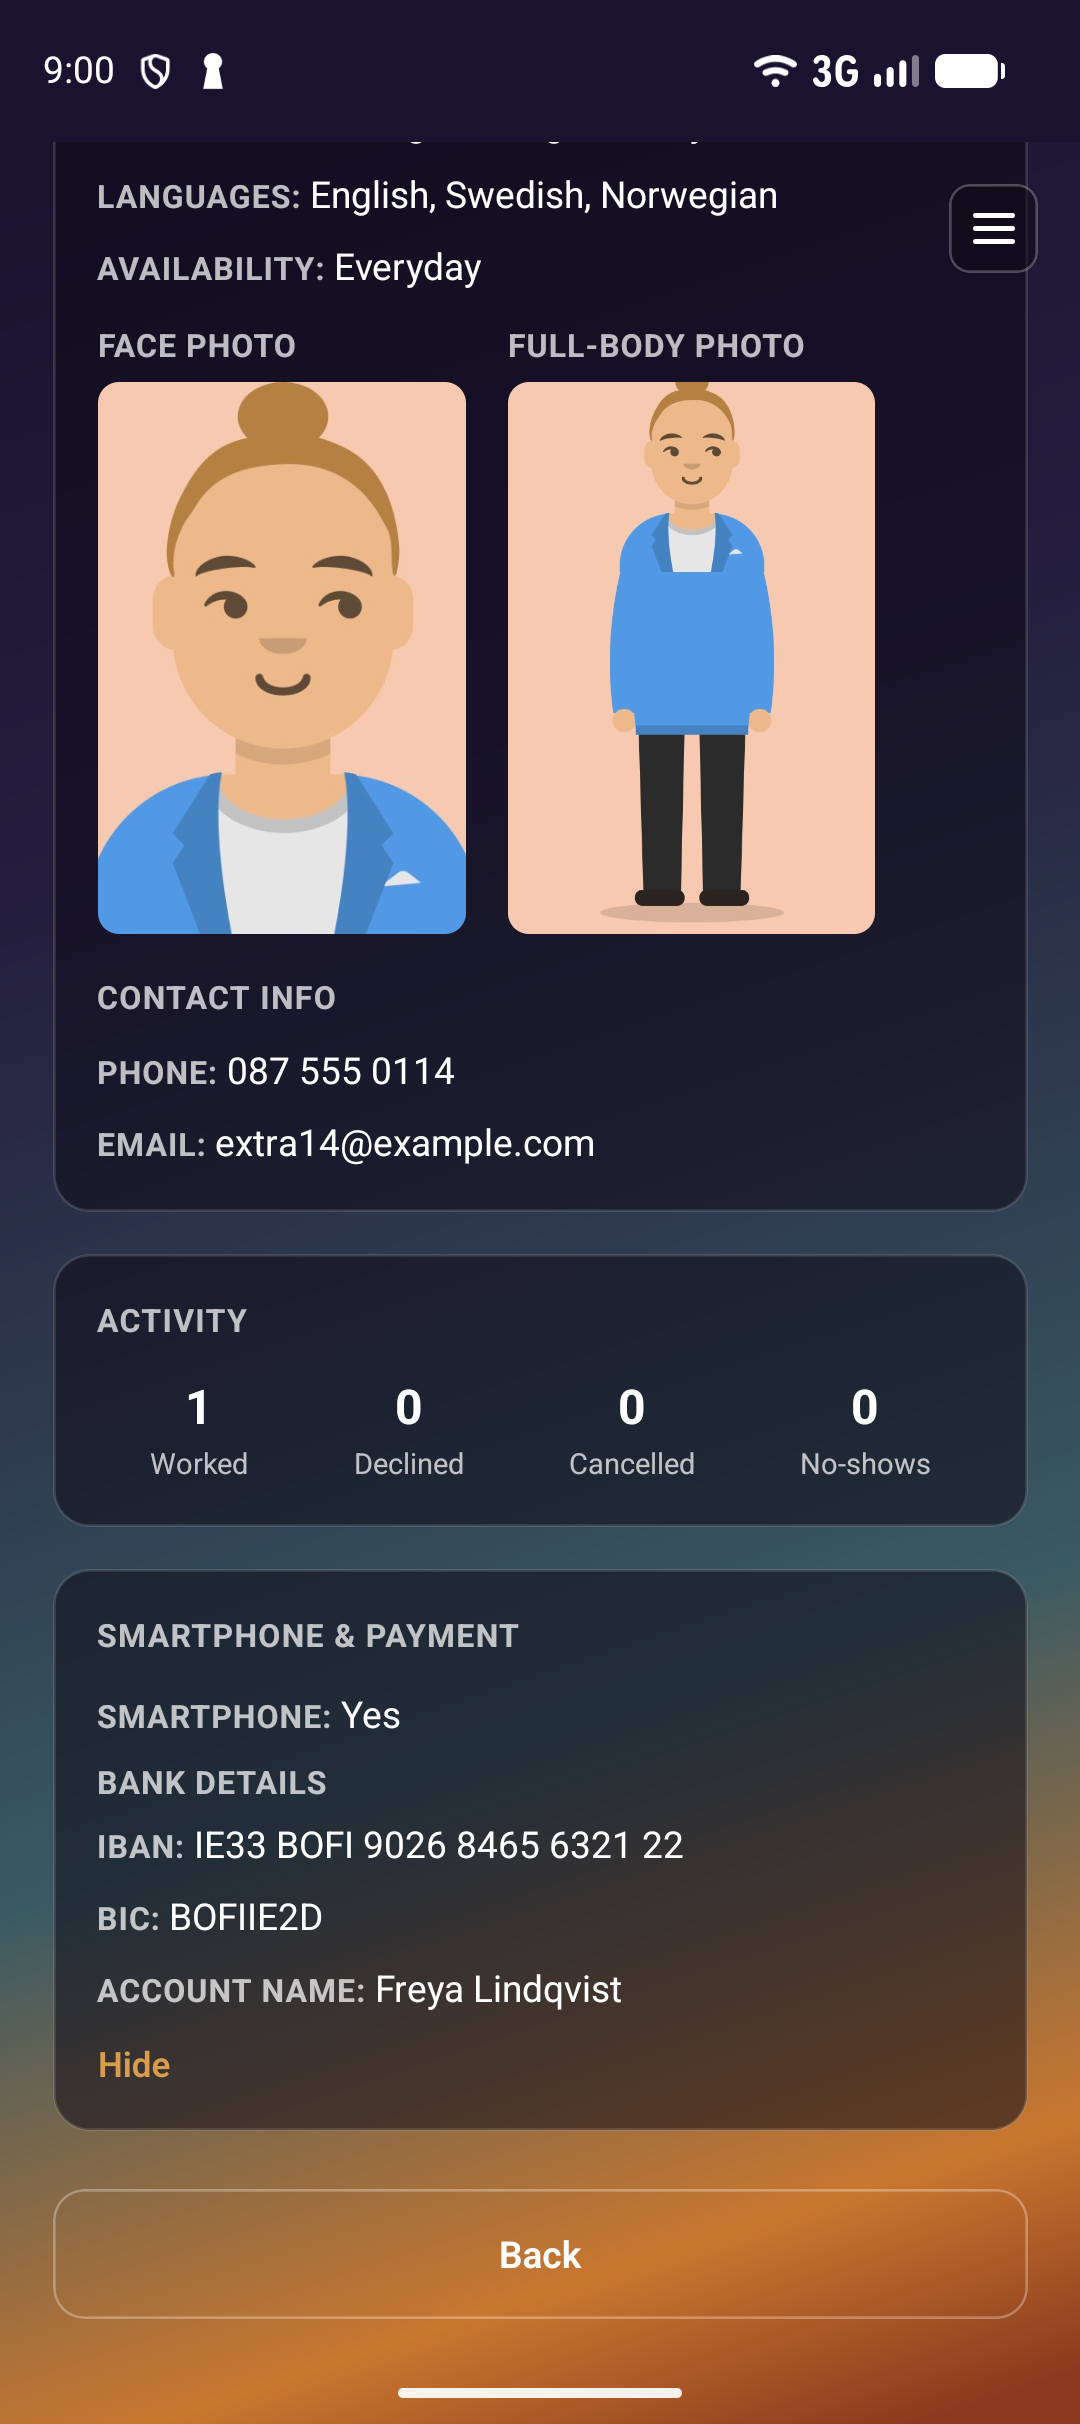 9:00
3G
LANGUAGES: English, Swedish, Norwegian
AVAILABILITY: Everyday
FACE PHOTO
FULL-BODY PHOTO
CONTACT INFO
PHONE: 087 555 0114
EMAIL: extra14@example.com
ACTIVITY
1 0 0 0
Worked Declined Cancelled No-shows
SMARTPHONE & PAYMENT
SMARTPHONE: Yes
BANK DETAILS
IBAN: IE33 BOFI 9026 8465 6321 22
BIC: BOFIIE2D
ACCOUNT NAME: Freya Lindqvist
Hide
Back